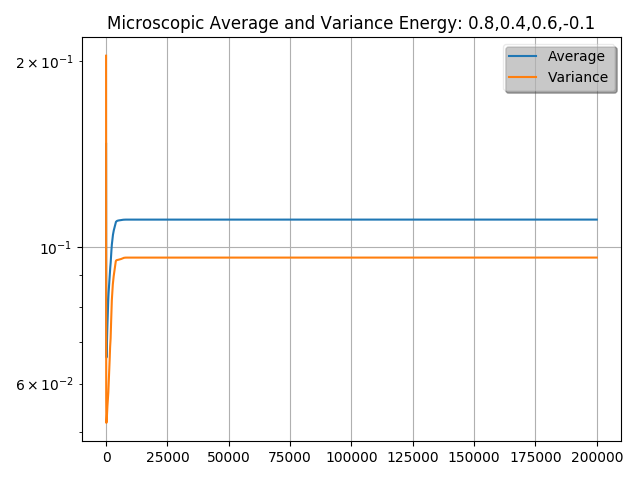 Microscopic Average and Variance Energy: 0.8,0.4,0.6,-0.1
Average
Variance
2 × 10⁻¹
10⁻¹
6 × 10⁻²
0 25000 50000 75000 100000 125000 150000 175000 200000